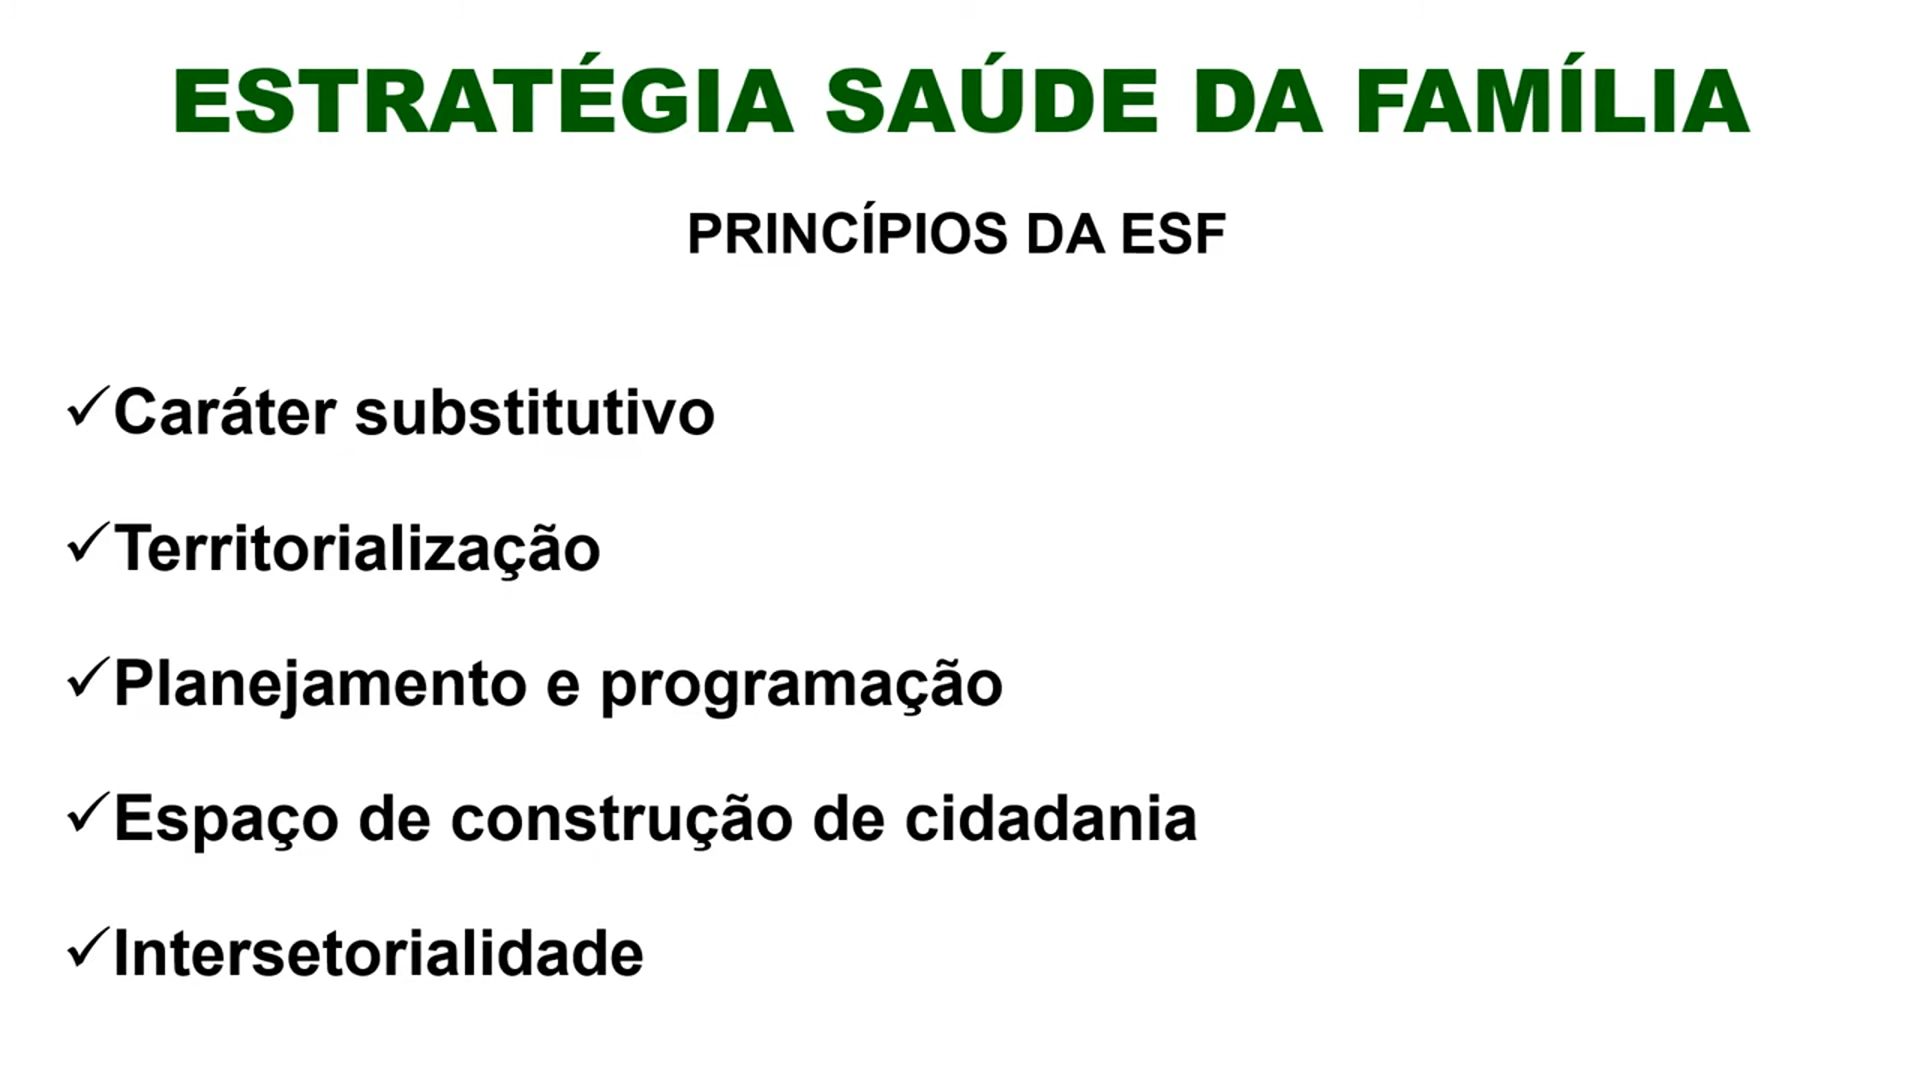 ESTRATÉGIA SAÚDE DA FAMÍLIA
PRINCÍPIOS DA ESF
✓Caráter substitutivo
✓Territorialização
✓Planejamento e programação
✓Espaço de construção de cidadania
✓Intersetorialidade